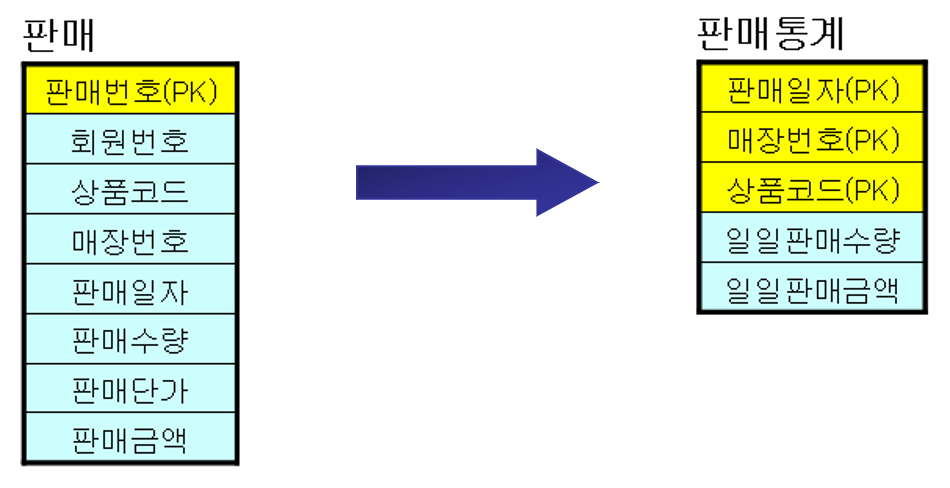 판매
판매번호(PK)
회원번호
상품코드
매장번호
판매일자
판매수량
판매단가
판매금액
판매통계
판매일자(PK)
매장번호(PK)
상품코드(PK)
일일판매수량
일일판매금액